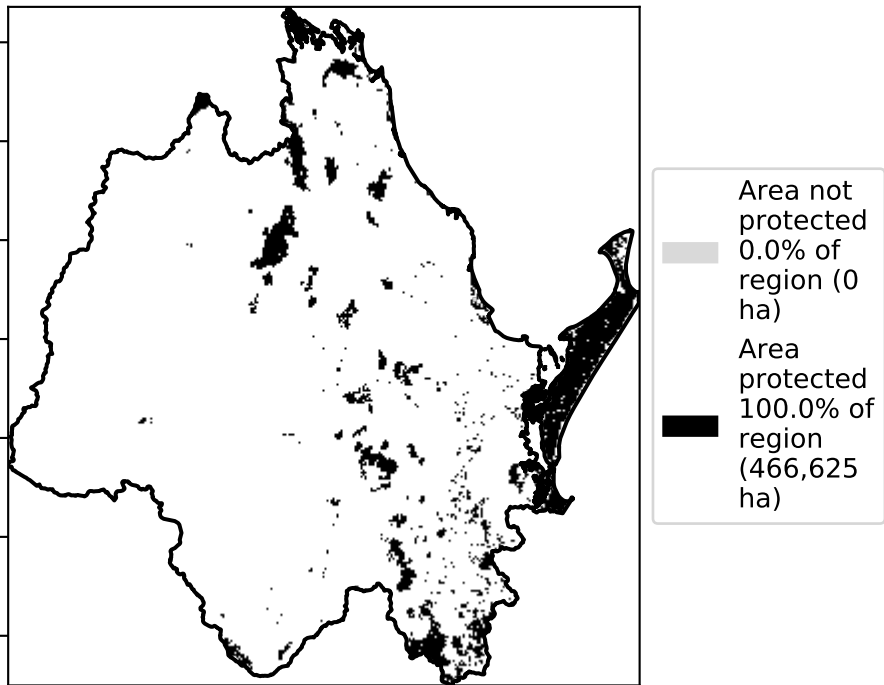 Area not
protected
0.0% of
region (0
ha)
Area
protected
100.0% of
region
(466,625
ha)